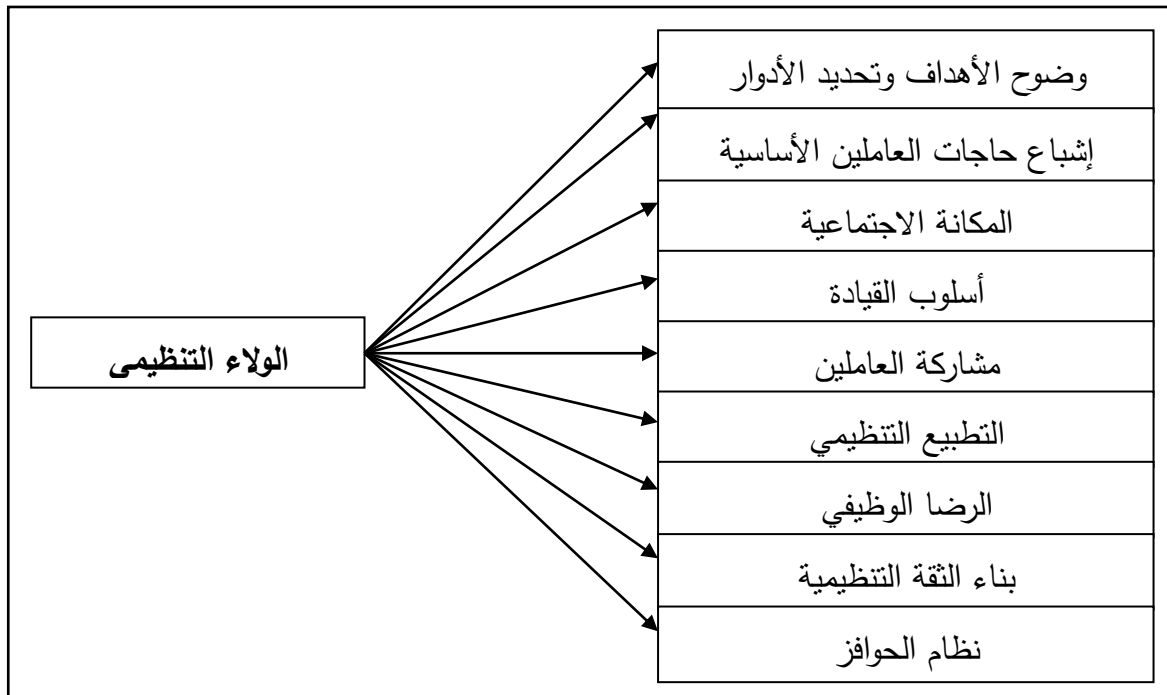 وضوح الأهداف وتحديد الأدوار
إشباع حاجات العاملين الأساسية
المكانة الاجتماعية
أسلوب القيادة
مشاركة العاملين
التطبيع التنظيمي
الرضا الوظيفي
بناء الثقة التنظيمية
نظام الحوافز
الولاء التنظيمى